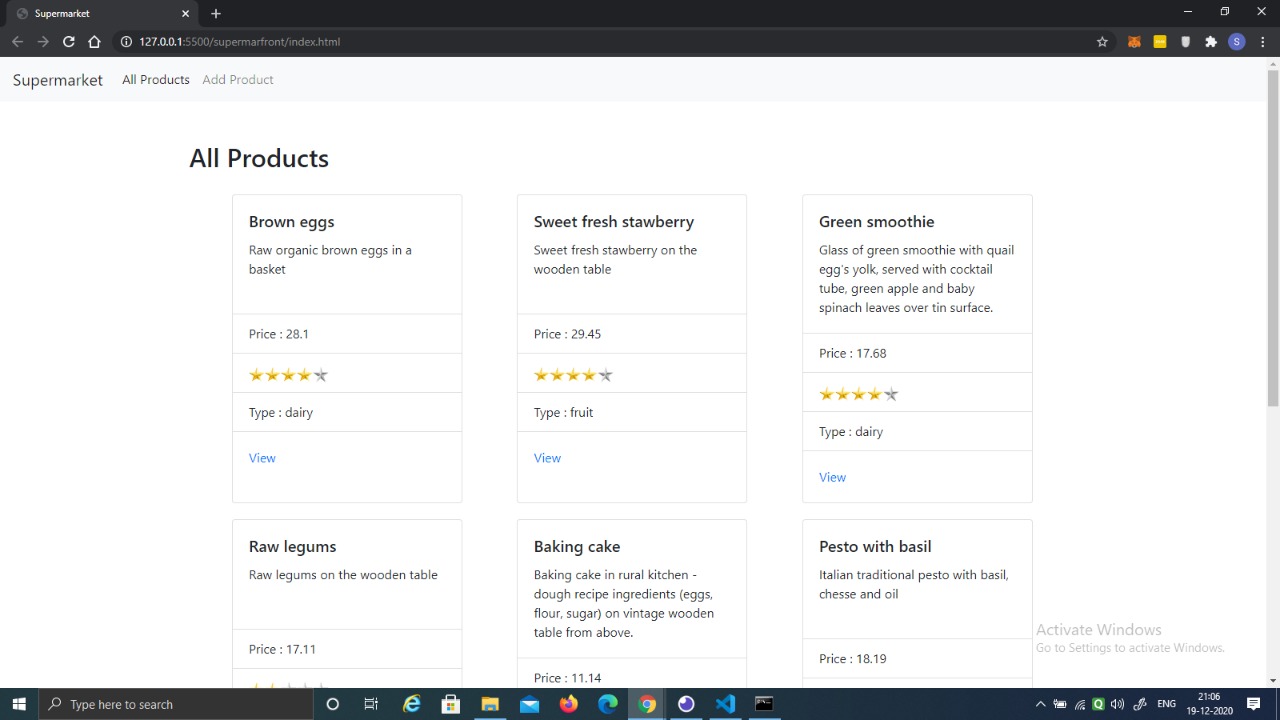 Supermarket
127.0.0.1:5500/supermarfront/index.html
S
Supermarket
All Products
Add Product
All Products
Brown eggs
Raw organic brown eggs in a
basket
Price : 28.1
Type : dairy
View
Sweet fresh stawberry
Sweet fresh stawberry on the
wooden table
Price : 29.45
Type : fruit
View
Green smoothie
Glass of green smoothie with quail
egg's yolk, served with cocktail
tube, green apple and baby
spinach leaves over tin surface.
Price : 17.68
Type : dairy
View
Raw legums
Raw legums on the wooden table
Price : 17.11
Baking cake
Baking cake in rural kitchen -
dough recipe ingredients (eggs,
flour, sugar) on vintage wooden
table from above.
Price : 11.14
Pesto with basil
Italian traditional pesto with basil,
chesse and oil
Price : 18.19
Activate Windows
Go to Settings to activate Windows.
Type here to search
ENG
21:06
19-12-2020